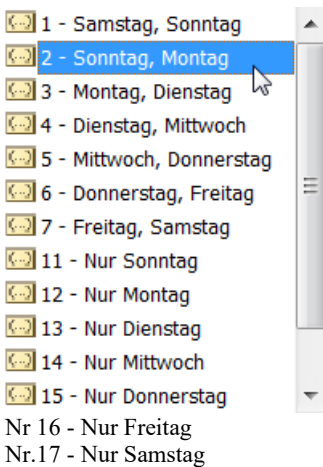 1 - Samstag, Sonntag
2 - Sonntag, Montag
3 - Montag, Dienstag
4 - Dienstag, Mittwoch
5 - Mittwoch, Donnerstag
6 - Donnerstag, Freitag
7 - Freitag, Samstag
11 - Nur Sonntag
12 - Nur Montag
13 - Nur Dienstag
14 - Nur Mittwoch
15 - Nur Donnerstag
Nr 16 - Nur Freitag
Nr.17 - Nur Samstag